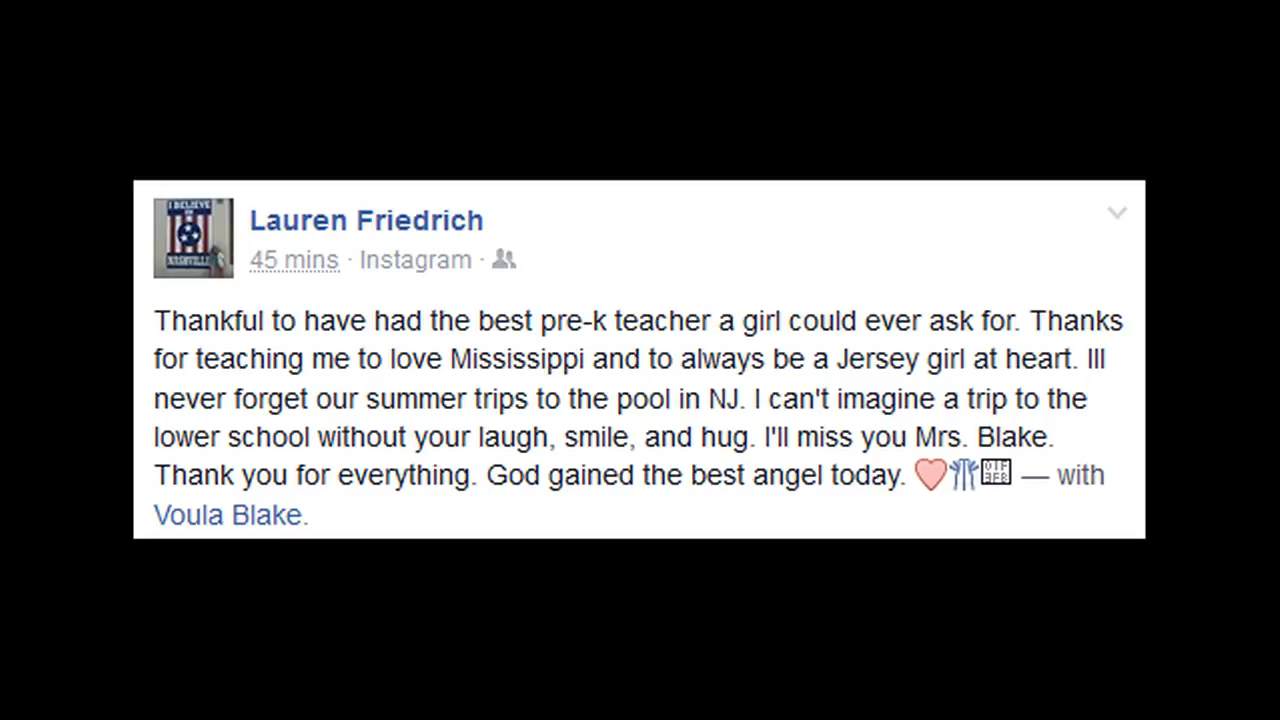 I BELIEVE
NASHVILLE
Lauren Friedrich
45 mins · Instagram ·
Thankful to have had the best pre-k teacher a girl could ever ask for. Thanks
for teaching me to love Mississippi and to always be a Jersey girl at heart. Ill
never forget our summer trips to the pool in NJ. I can't imagine a trip to the
lower school without your laugh, smile, and hug. I'll miss you Mrs. Blake.
Thank you for everything. God gained the best angel today. — with
Voula Blake.